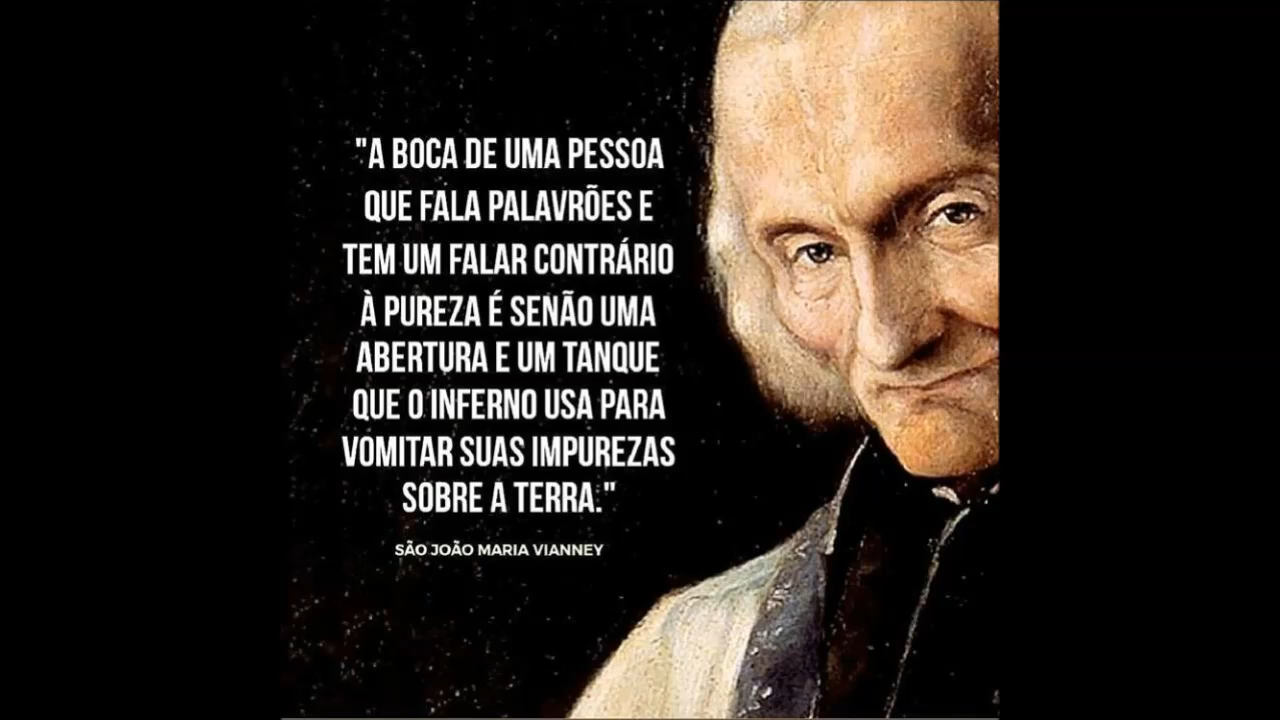 "A BOCA DE UMA PESSOA
QUE FALA PALAVRÕES E
TEM UM FALAR CONTRÁRIO
À PUREZA É SENÃO UMA
ABERTURA E UM TANQUE
QUE O INFERNO USA PARA
VOMITAR SUAS IMPUREZAS
SOBRE A TERRA."
SÃO JOÃO MARIA VIANNEY